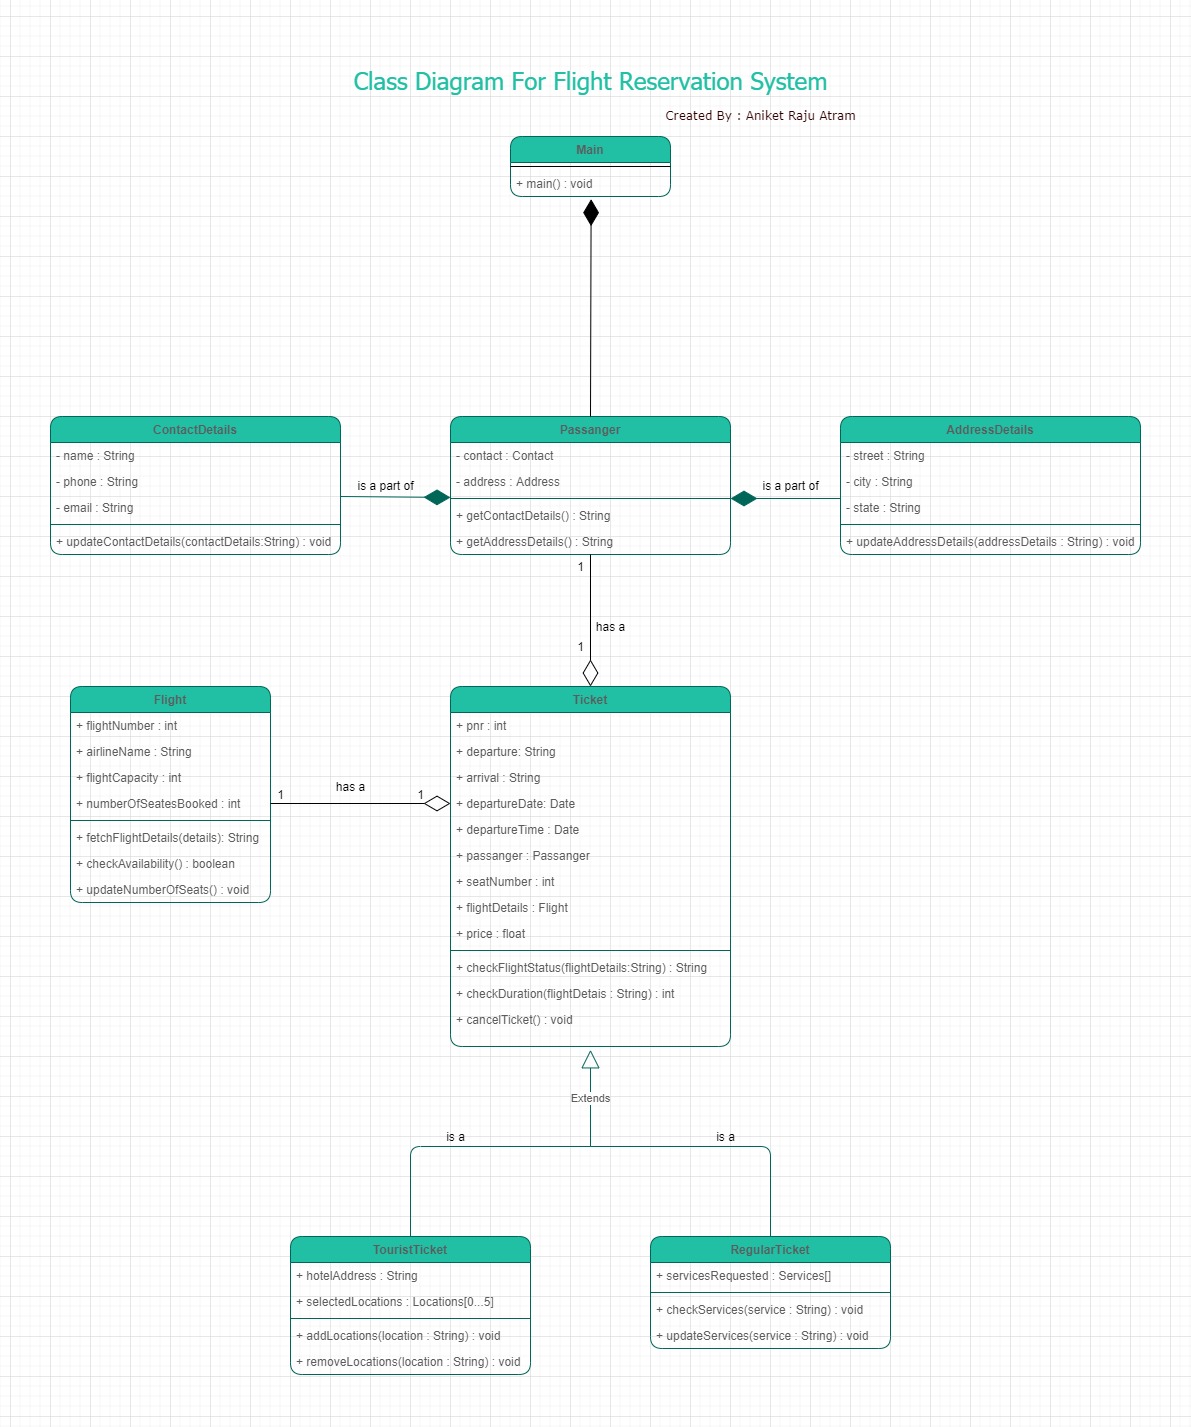 Class Diagram For Flight Reservation System
Created By : Aniket Raju Atram
Main
+ main() : void
ContactDetails
- name : String
- phone : String
- email : String
+ updateContactDetails(contactDetails:String) : void
is a part of
Passanger
- contact : Contact
- address : Address
+ getContactDetails() : String
+ getAddressDetails() : String
is a part of
AddressDetails
- street : String
- city : String
- state : String
+ updateAddressDetails(addressDetails : String) : void
1
has a
1
Flight
+ flightNumber : int
+ airlineName : String
+ flightCapacity : int
+ numberOfSeatesBooked : int
+ fetchFlightDetails(details): String
+ checkAvailability() : boolean
+ updateNumberOfSeats() : void
1
has a
1
Ticket
+ pnr : int
+ departure: String
+ arrival : String
+ departureDate: Date
+ departureTime : Date
+ passanger : Passanger
+ seatNumber : int
+ flightDetails : Flight
+ price : float
+ checkFlightStatus(flightDetails:String) : String
+ checkDuration(flightDetais : String) : int
+ cancelTicket() : void
Extends
is a
is a
TouristTicket
+ hotelAddress : String
+ selectedLocations : Locations[0...5]
+ addLocations(location : String) : void
+ removeLocations(location : String) : void
RegularTicket
+ servicesRequested : Services[]
+ checkServices(service : String) : void
+ updateServices(service : String) : void